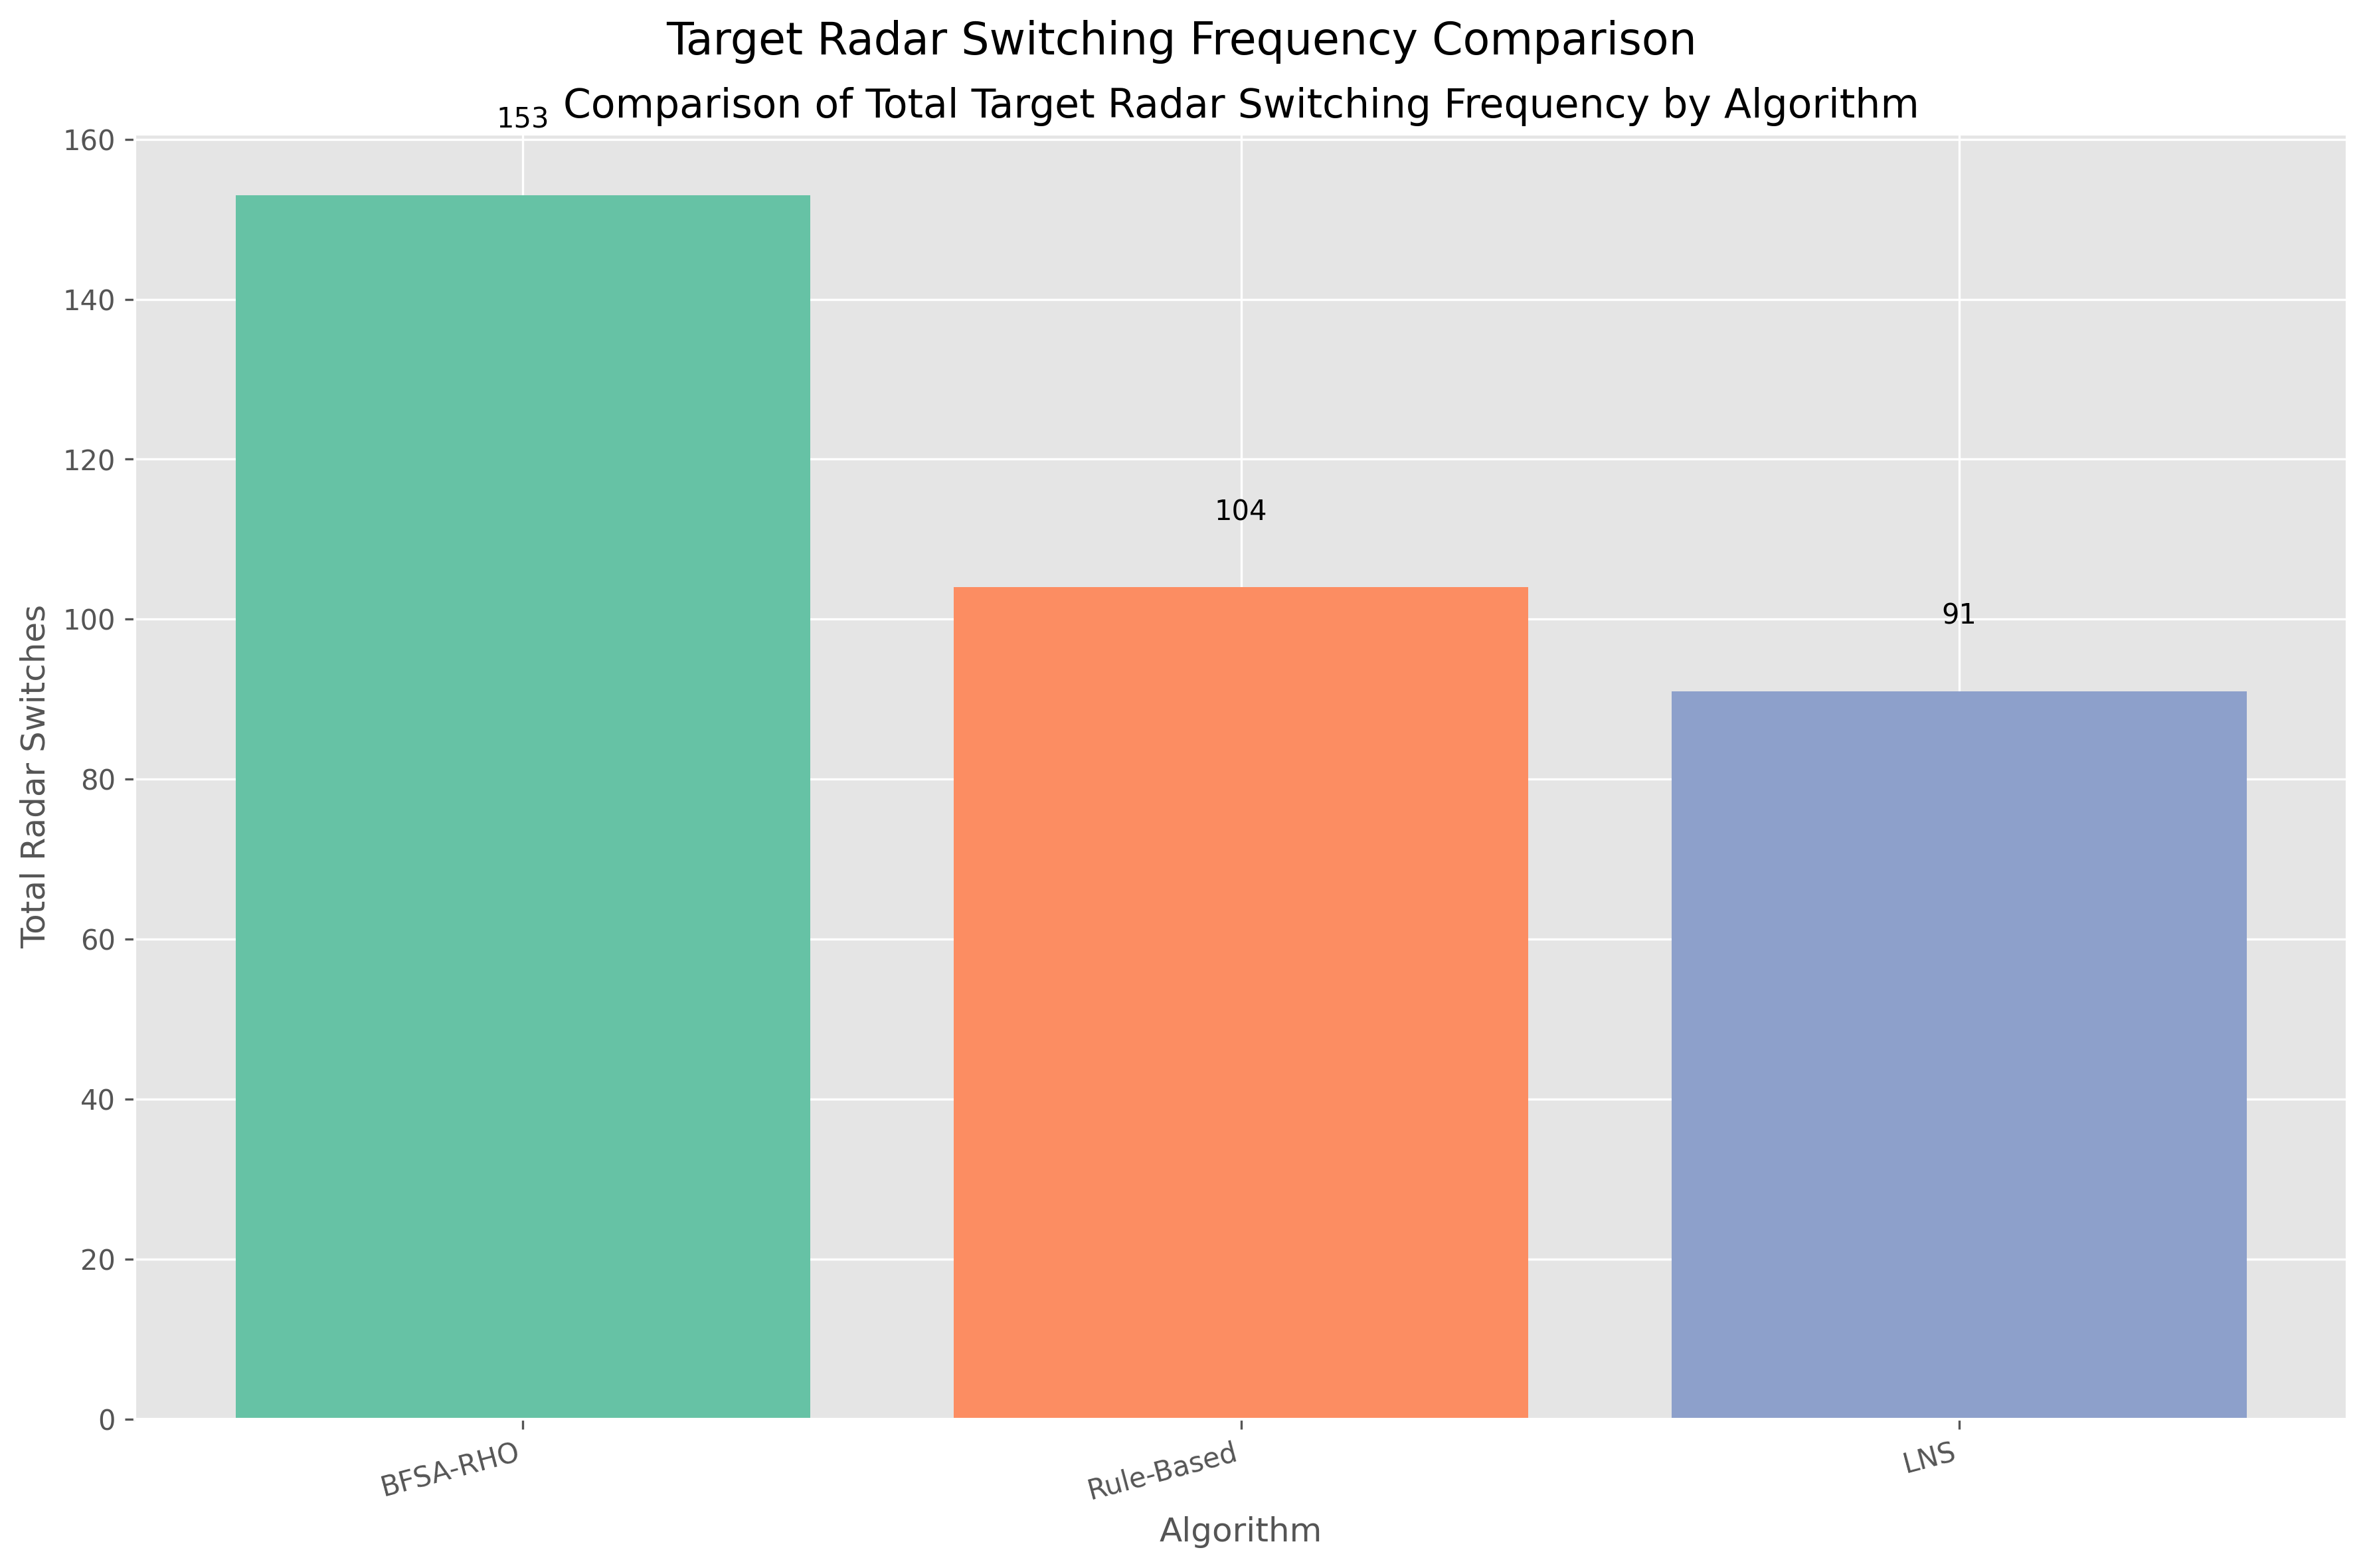 Target Radar Switching Frequency Comparison
Comparison of Total Target Radar Switching Frequency by Algorithm
153
104
91
160
140
120
100
80
60
40
20
0
Total Radar Switches
BFSA-RHO
Rule-Based
LNS
Algorithm